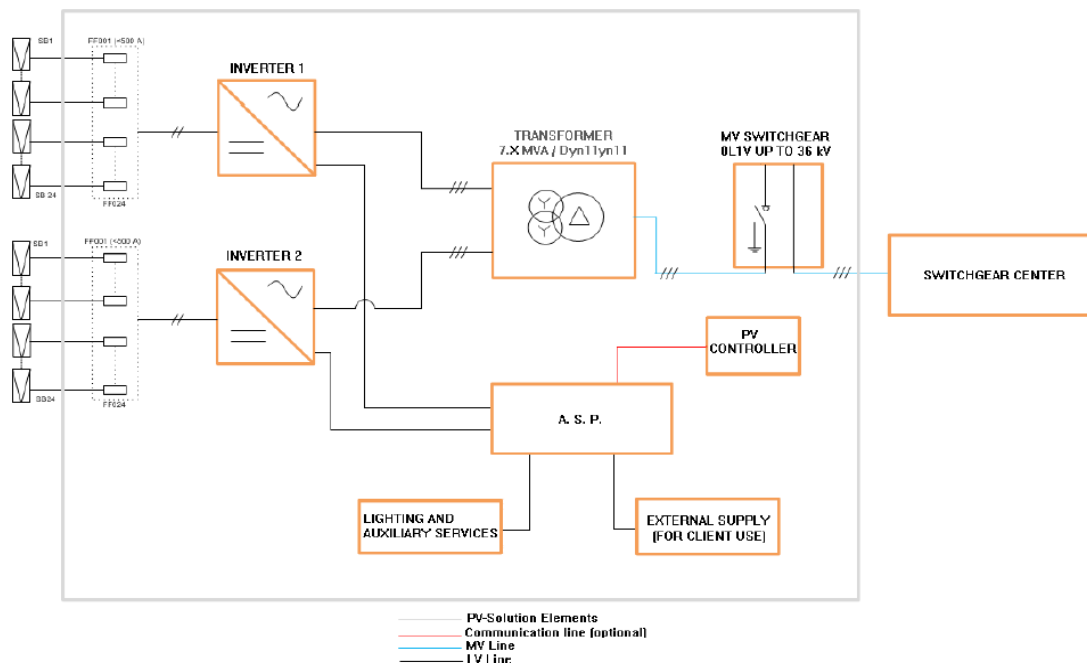 SB1
FF001 (<500 A)
SB 24
FF024
INVERTER 1
SB1
FF001 (<500 A)
SB24
FF024
INVERTER 2
TRANSFORMER
7.X MVA / Dyn11yn11
MV SWITCHGEAR
0L1V UP TO 36 kV
SWITCHGEAR CENTER
PV
CONTROLLER
A. S. P.
LIGHTING AND
AUXILIARY SERVICES
EXTERNAL SUPPLY
(FOR CLIENT USE)
PV-Solution Elements
Communication line (optional)
MV Line
LV Line